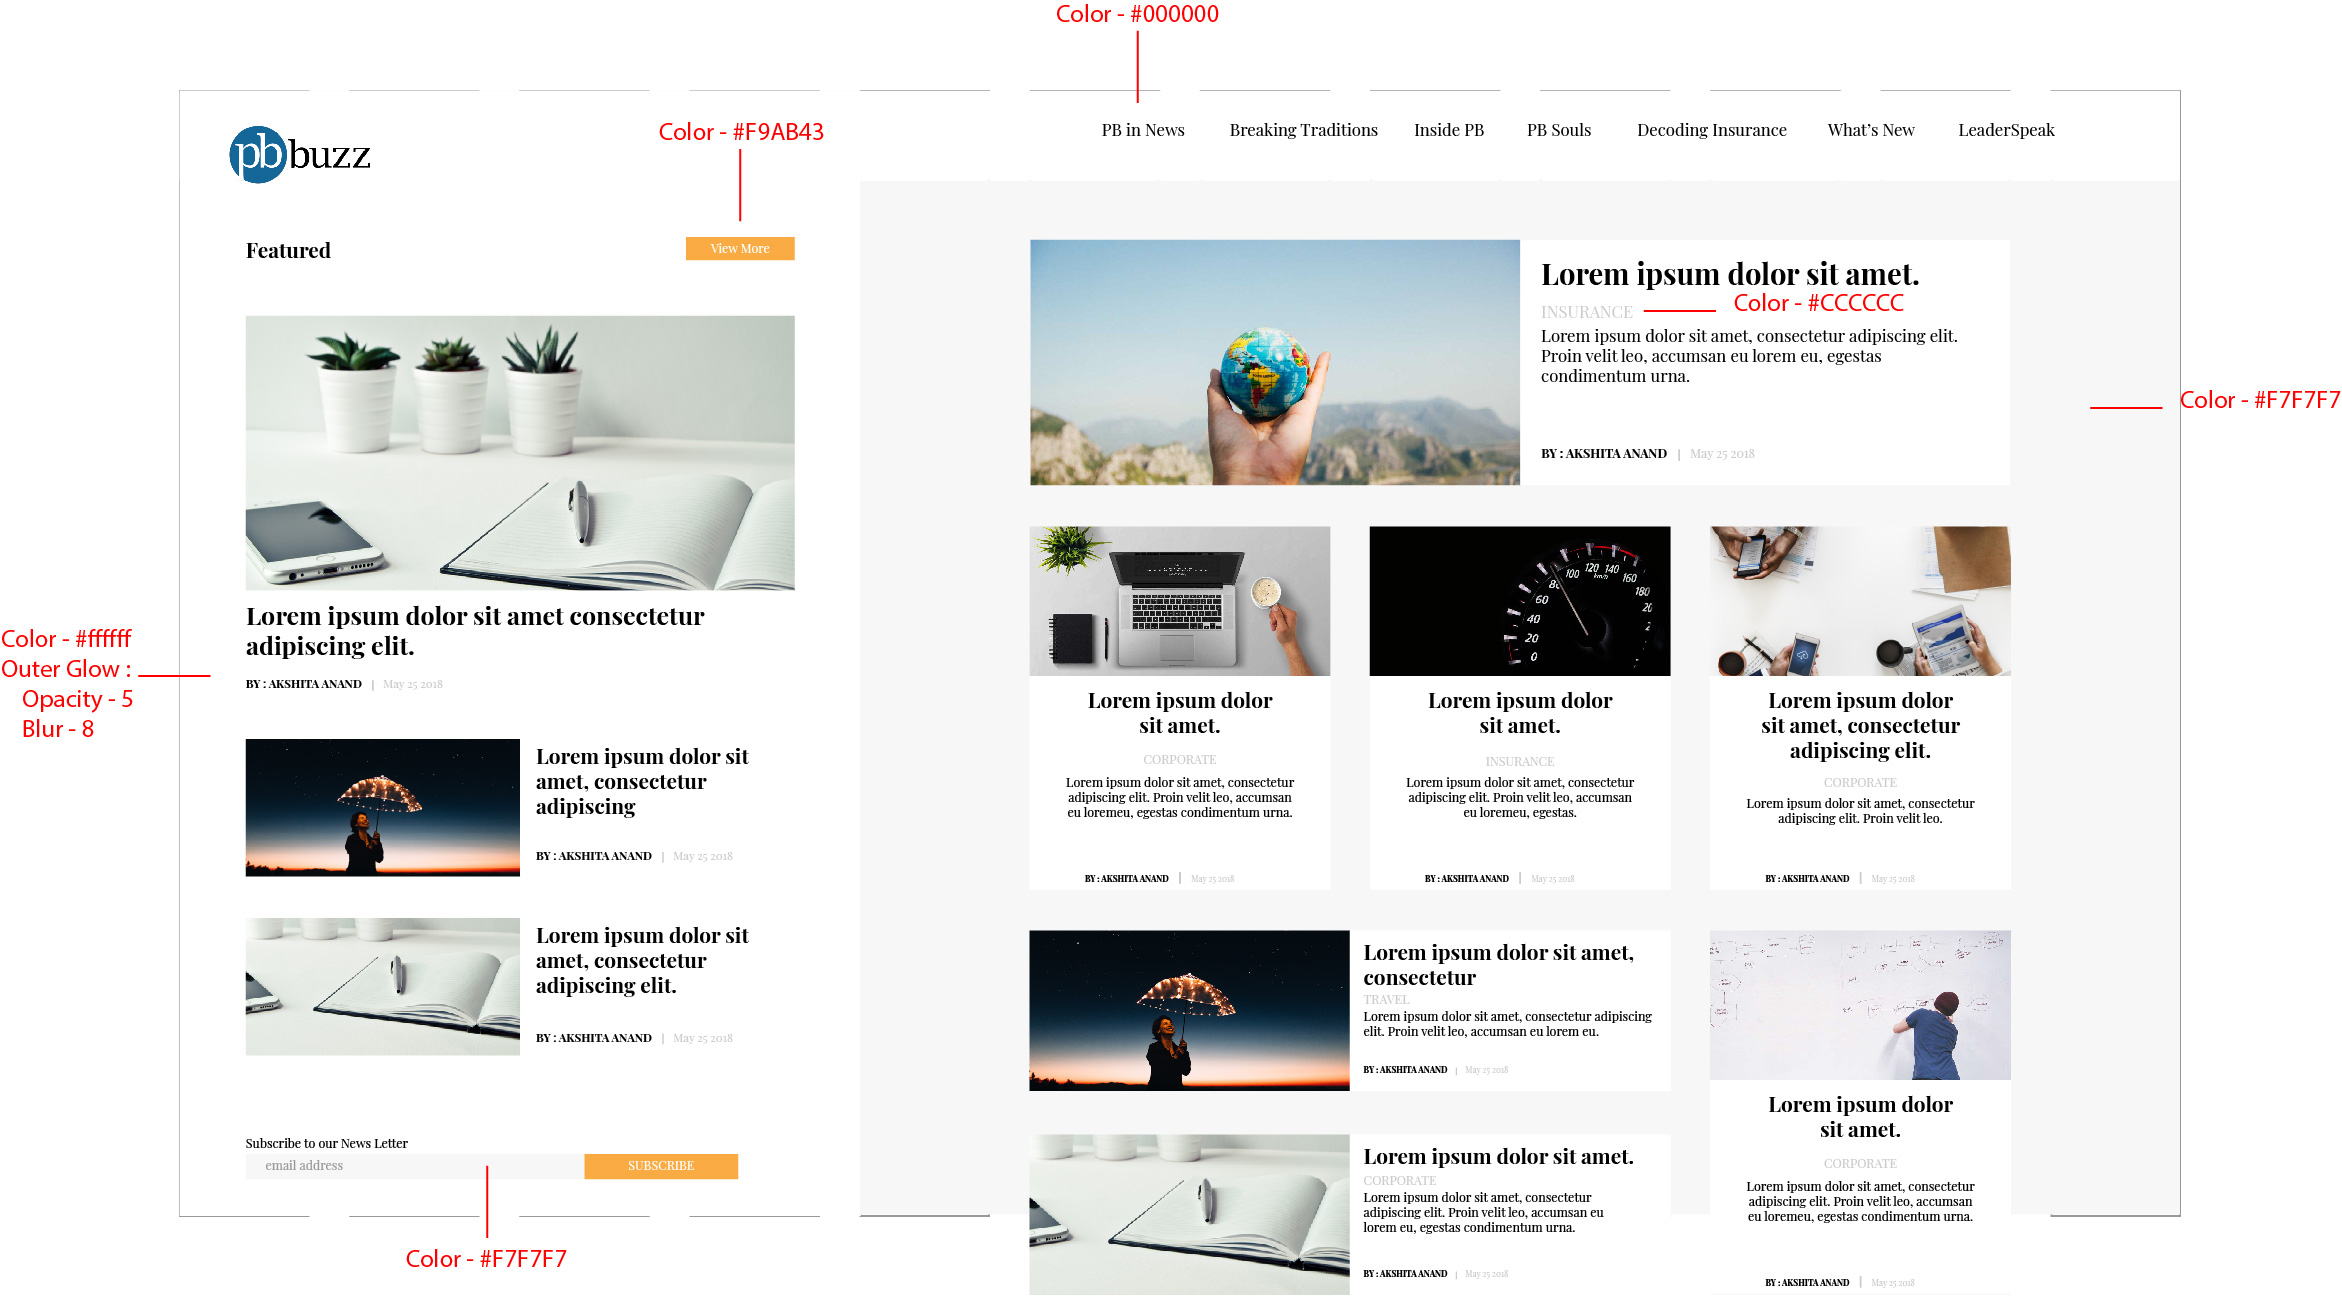 Color - #000000
PB in News
Breaking Traditions
Inside PB
PB Souls
Decoding Insurance
What’s New
LeaderSpeak
pb buzz
Color - #F9AB43
Featured
View More
Lorem ipsum dolor sit amet consectetur
adipiscing elit.
BY : AKSHITA ANAND | May 25 2018
Color - #ffffff
Outer Glow :
Opacity - 5
Blur - 8
Lorem ipsum dolor sit
amet, consectetur
adipiscing
BY : AKSHITA ANAND | May 25 2018
Lorem ipsum dolor sit
amet, consectetur
adipiscing elit.
BY : AKSHITA ANAND | May 25 2018
Subscribe to our News Letter
email address
SUBSCRIBE
Color - #F7F7F7
Lorem ipsum dolor sit amet.
INSURANCE
Color - #CCCCCC
Lorem ipsum dolor sit amet, consectetur adipiscing elit.
Proin velit leo, accumsan eu lorem eu, egestas
condimentum urna.
BY : AKSHITA ANAND | May 25 2018
Color - #F7F7F7
Lorem ipsum dolor
sit amet.
CORPORATE
Lorem ipsum dolor sit amet, consectetur
adipiscing elit. Proin velit leo, accumsan
eu loremeu, egestas condimentum urna.
BY : AKSHITA ANAND | May 25 2018
0
20
40
60
80
100
120
140
160
180
km/h
Lorem ipsum dolor
sit amet.
INSURANCE
Lorem ipsum dolor sit amet, consectetur
adipiscing elit. Proin velit leo, accumsan
eu loremeu, egestas.
BY : AKSHITA ANAND | May 25 2018
Lorem ipsum dolor
sit amet, consectetur
adipiscing elit.
CORPORATE
Lorem ipsum dolor sit amet, consectetur
adipiscing elit. Proin velit leo.
BY : AKSHITA ANAND | May 25 2018
Lorem ipsum dolor sit amet,
consectetur
TRAVEL
Lorem ipsum dolor sit amet, consectetur adipiscing
elit. Proin velit leo, accumsan eu lorem eu.
BY : AKSHITA ANAND | May 25 2018
Lorem ipsum dolor sit amet.
CORPORATE
Lorem ipsum dolor sit amet, consectetur
adipiscing elit. Proin velit leo, accumsan eu
lorem eu, egestas condimentum urna.
BY : AKSHITA ANAND | May 25 2018
Lorem ipsum dolor
sit amet.
CORPORATE
Lorem ipsum dolor sit amet, consectetur
adipiscing elit. Proin velit leo, accumsan
eu loremeu, egestas condimentum urna.
BY : AKSHITA ANAND | May 25 2018